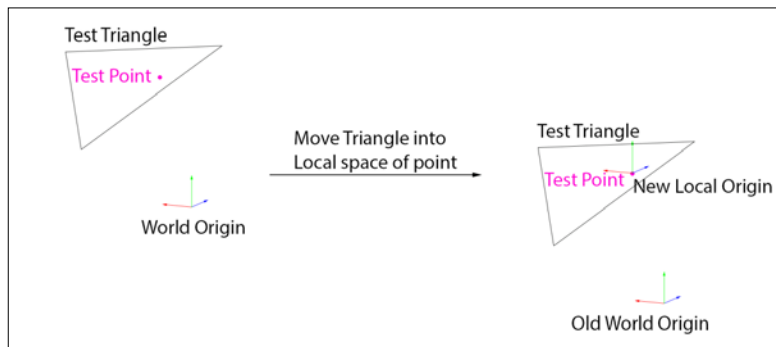 Test Triangle
Test Point
World Origin
Move Triangle into
Local space of point
Test Triangle
Test Point
New Local Origin
Old World Origin